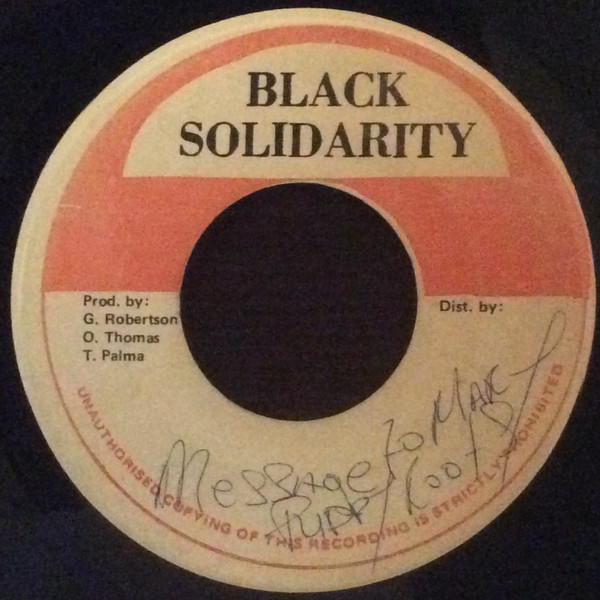 BLACK
SOLIDARITY
Prod. by:
G. Robertson
O. Thomas
T. Palma
Dist. by:
Message to MARY
PUPPY Roots
UNAUTHORISED COPYING OF THIS RECORDING IS STRICTLY PROHIBITED